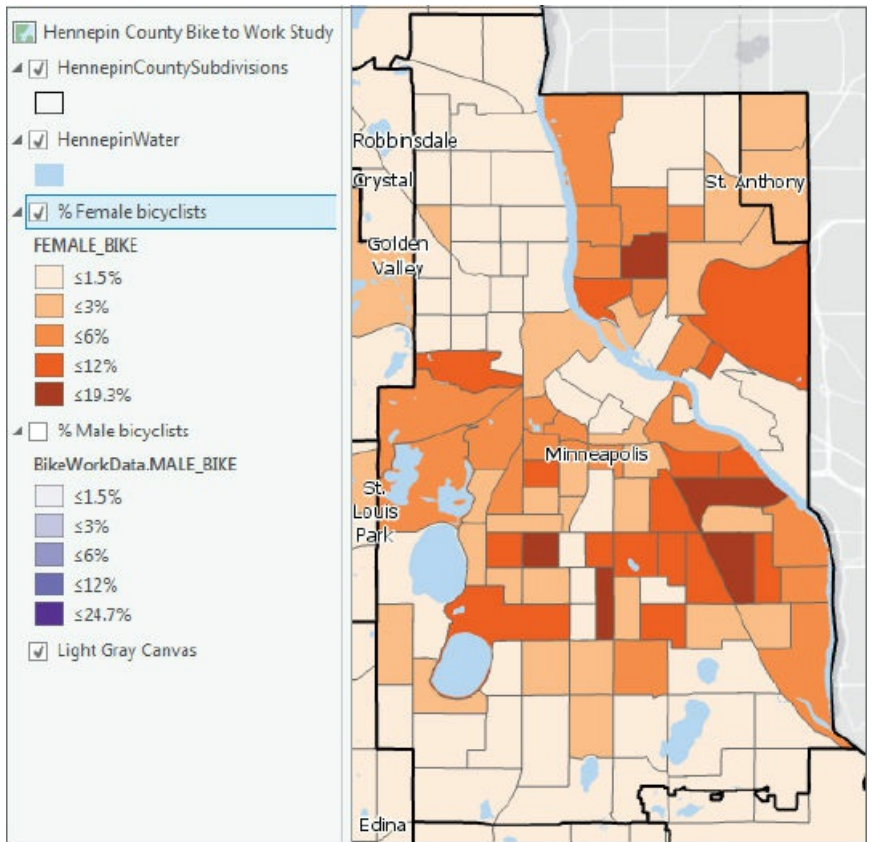 Hennepin County Bike to Work Study
HennepinCountySubdivisions
HennepinWater
% Female bicyclists
FEMALE_BIKE
≤1.5%
≤3%
≤6%
≤12%
≤19.3%
% Male bicyclists
BikeWorkData.MALE_BIKE
≤1.5%
≤3%
≤6%
≤12%
≤24.7%
Light Gray Canvas
Robbinsdale
Crystal
St. Anthony
Golden
Valley
Minneapolis
St.
Louis
Park
Edina